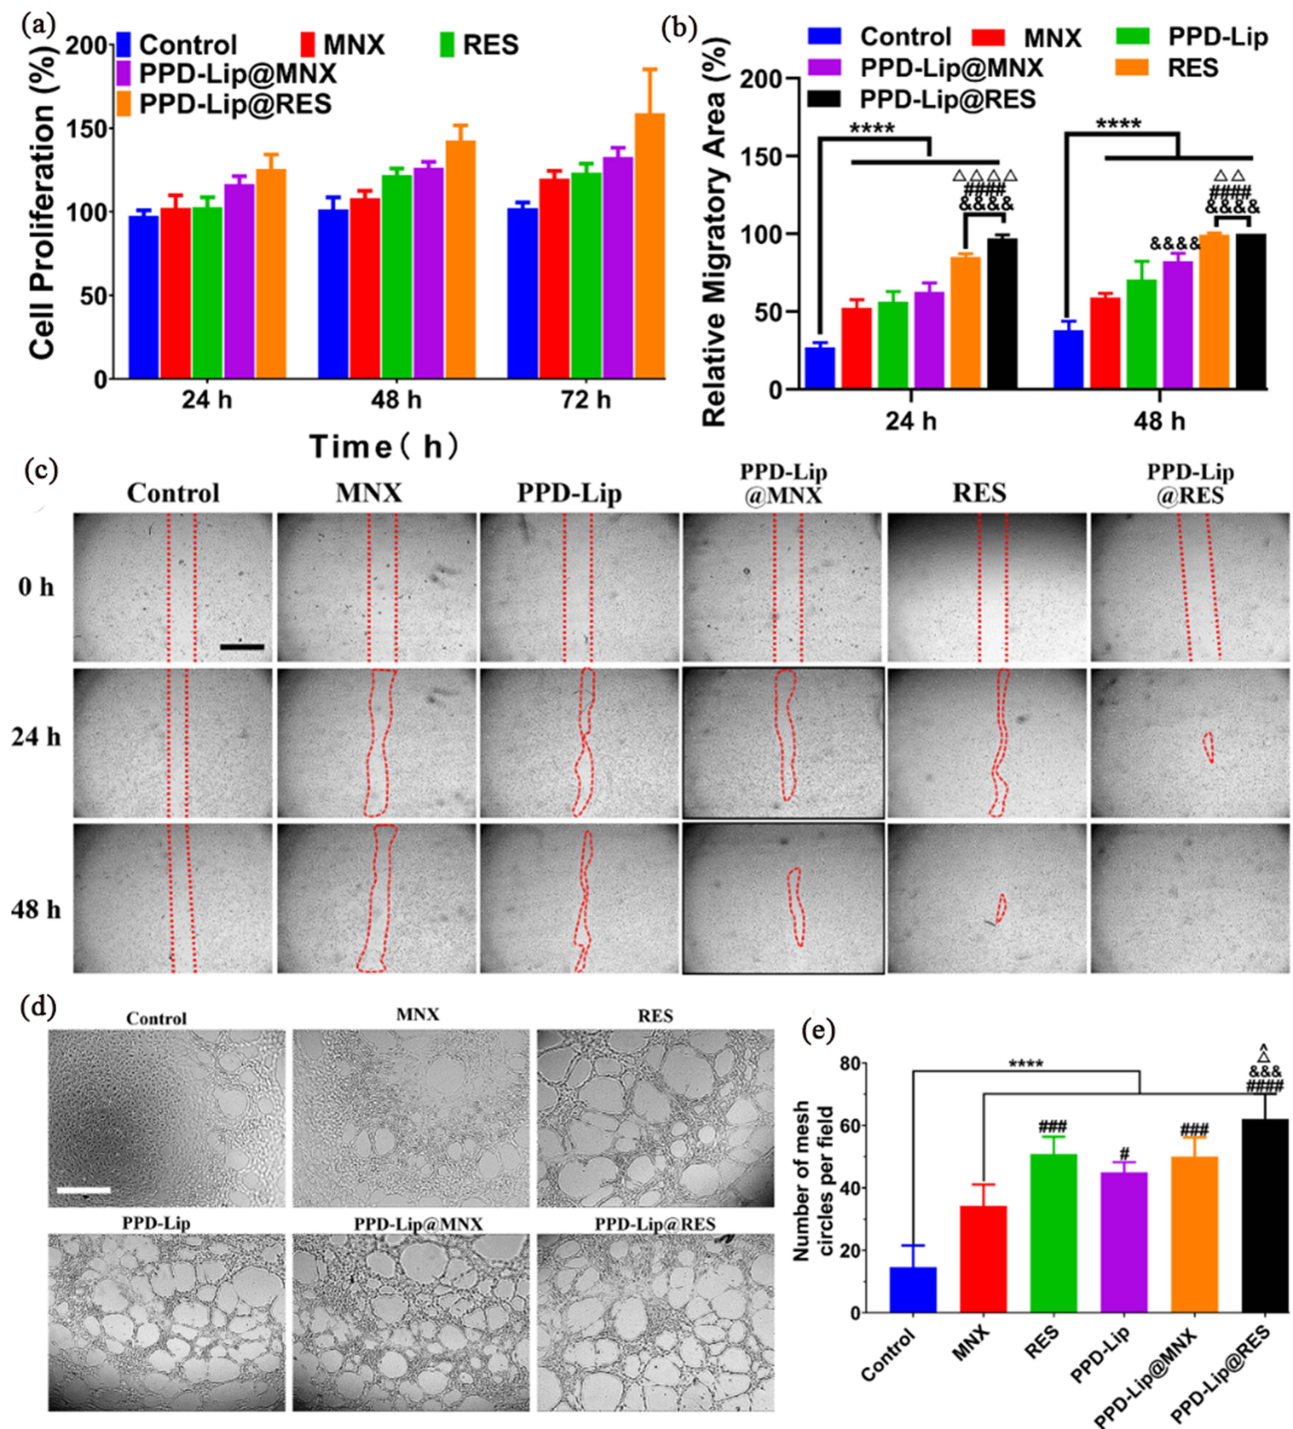 (a)
Control MNX RES
PPD-Lip@MNX
PPD-Lip@RES
Cell Proliferation (%)
200
150
100
50
0
24 h 48 h 72 h
Time( h)
(b)
Control MNX PPD-Lip
PPD-Lip@MNX RES
PPD-Lip@RES
Relative Migratory Area (%)
200
150
100
50
0
**** ****
△△△△ △△
#### ####
&&&& &&&&
&&&&
24 h 48 h
(c)
Control MNX PPD-Lip PPD-Lip @MNX RES PPD-Lip @RES
0 h
24 h
48 h
(d)
Control MNX RES
PPD-Lip PPD-Lip@MNX PPD-Lip@RES
(e)
Number of mesh
circles per field
80
60
40
20
0
****
###
#
###
^
△
&&&
####
Control MNX RES PPD-Lip PPD-Lip@MNX PPD-Lip@RES